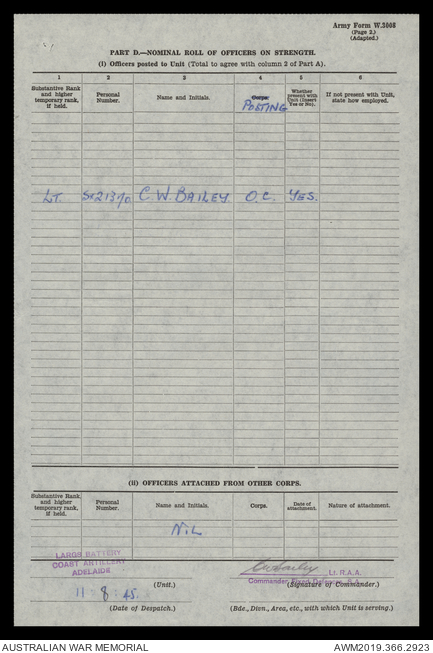 Army Form W.3008
(Page 2.)
(Adapted.)
PART D.—NOMINAL ROLL OF OFFICERS ON STRENGTH.
(i) Officers posted to Unit (Total to agree with column 2 of Part A).
1 2 3 4 5 6
Substantive Rank and higher temporary rank, if held. Personal Number. Name and Initials. Corps. POSTING Whether present with Unit (Insert Yes or No). If not present with Unit, state how employed.
LT. SX21370 C.W. BAILEY. O.C. YES.
(ii) OFFICERS ATTACHED FROM OTHER CORPS.
Substantive Rank and higher temporary rank, if held. Personal Number. Name and Initials. Corps. Date of attachment. Nature of attachment.
NIL
LARGS BATTERY
COAST ARTILLERY
ADELAIDE
(Unit.)
CWBailey Lt. R.A.A.
Commander Fixed Defences, S.A.
(Signature of Commander.)
11 8 45.
(Date of Despatch.) (Bde., Disn., Area, etc., with which Unit is serving.)
AUSTRALIAN WAR MEMORIAL AWM2019.366.2923